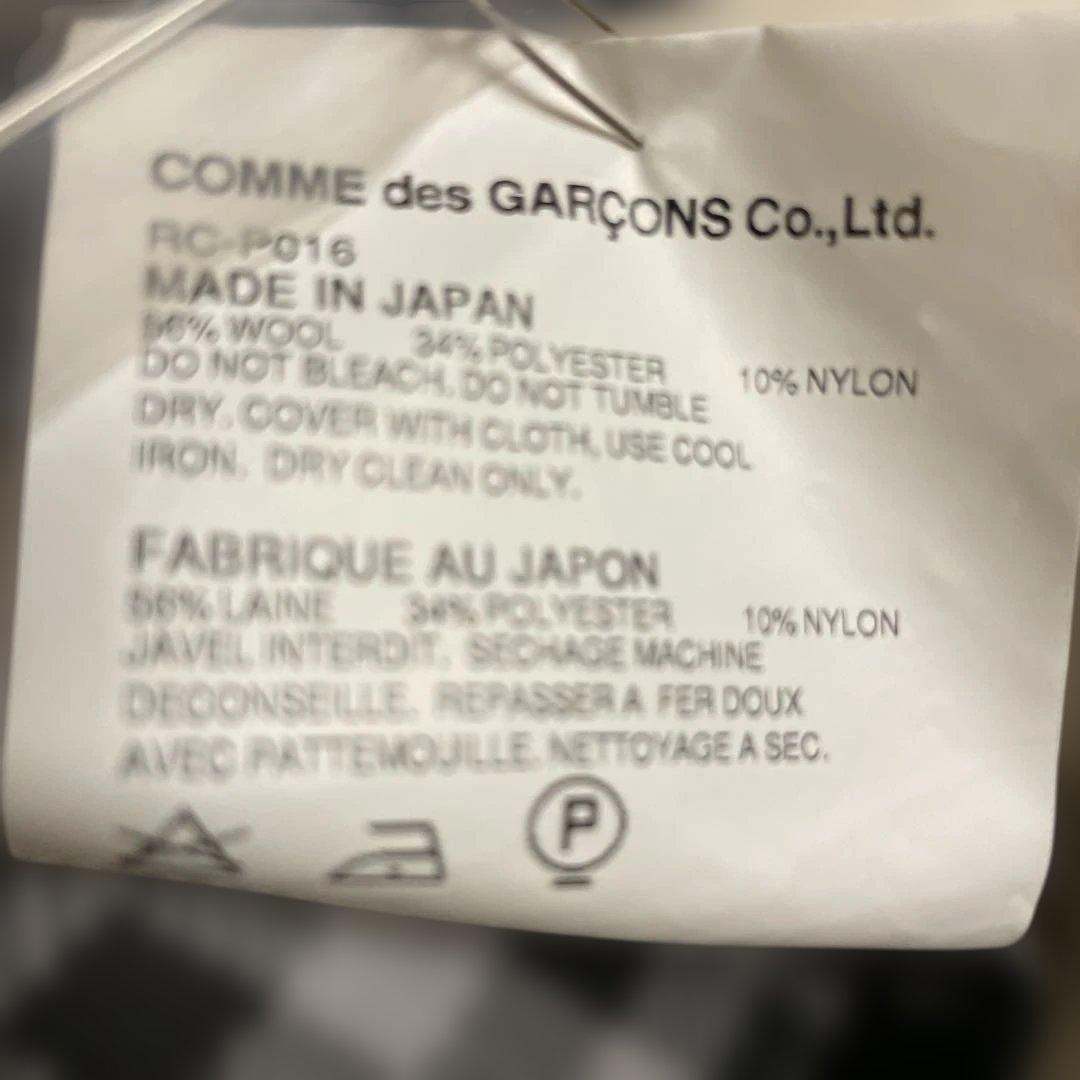 COMME des GARÇONS Co.,Ltd.
RC-P016
MADE IN JAPAN
56% WOOL 34% POLYESTER 10% NYLON
DO NOT BLEACH. DO NOT TUMBLE
DRY. COVER WITH CLOTH, USE COOL
IRON. DRY CLEAN ONLY.
FABRIQUE AU JAPON
56% LAINE 34% POLYESTER 10% NYLON
JAVEL INTERDIT. SECHAGE MACHINE
DECONSEILLE. REPASSER A FER DOUX
AVEC PATTEMOUILLE. NETTOYAGE A SEC.
P